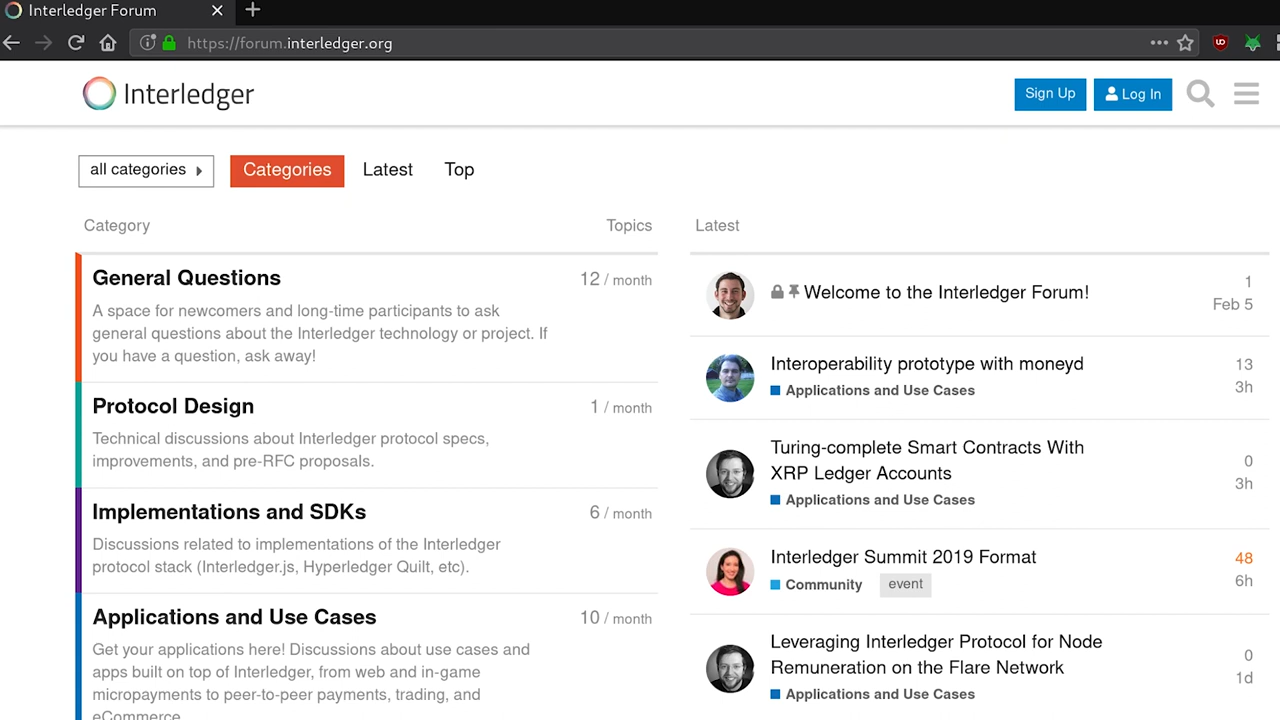 Interledger Forum
https://forum.interledger.org
Interledger
Sign Up
Log In
all categories
Categories
Latest
Top
Category
Topics
General Questions
12 / month
A space for newcomers and long-time participants to ask
general questions about the Interledger technology or project. If
you have a question, ask away!
Protocol Design
1 / month
Technical discussions about Interledger protocol specs,
improvements, and pre-RFC proposals.
Implementations and SDKs
6 / month
Discussions related to implementations of the Interledger
protocol stack (Interledger.js, Hyperledger Quilt, etc).
Applications and Use Cases
10 / month
Get your applications here! Discussions about use cases and
apps built on top of Interledger, from web and in-game
micropayments to peer-to-peer payments, trading, and
eCommerce
Latest
Welcome to the Interledger Forum!
1
Feb 5
Interoperability prototype with moneyd
13
Applications and Use Cases
3h
Turing-complete Smart Contracts With
XRP Ledger Accounts
0
3h
Applications and Use Cases
Interledger Summit 2019 Format
48
Community
event
6h
Leveraging Interledger Protocol for Node
Remuneration on the Flare Network
0
1d
Applications and Use Cases